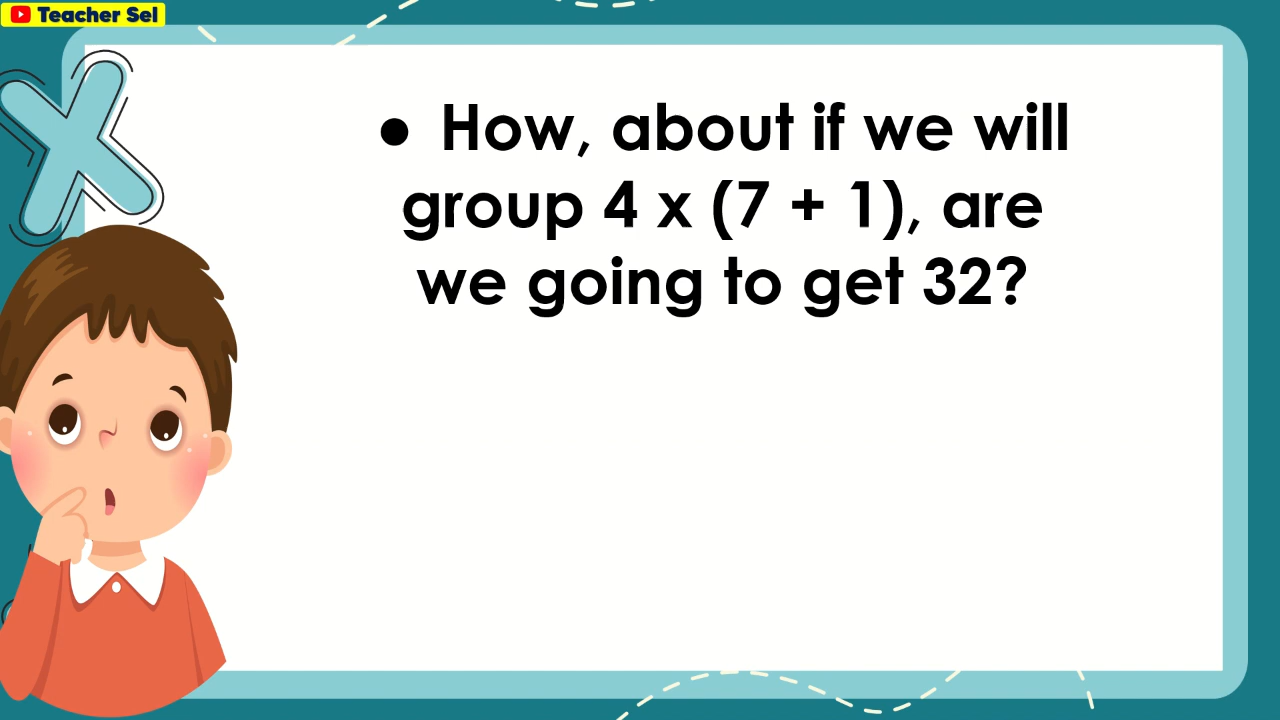 Teacher Sel
● How, about if we will
group 4 x (7 + 1), are
we going to get 32?